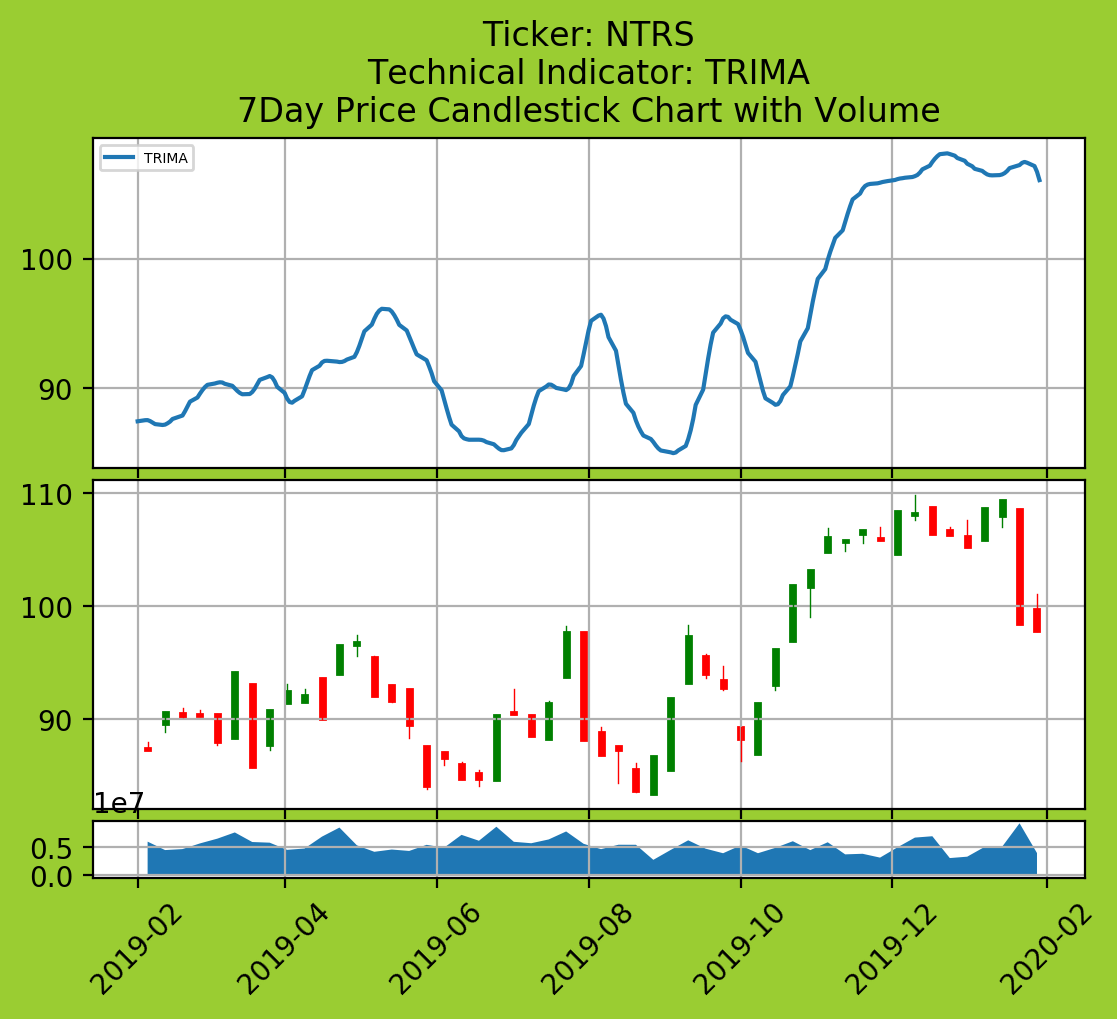 Ticker: NTRS
Technical Indicator: TRIMA
7Day Price Candlestick Chart with Volume
TRIMA
100
90
110
100
90
1e7
0.5
0.0
2019-02
2019-04
2019-06
2019-08
2019-10
2019-12
2020-02